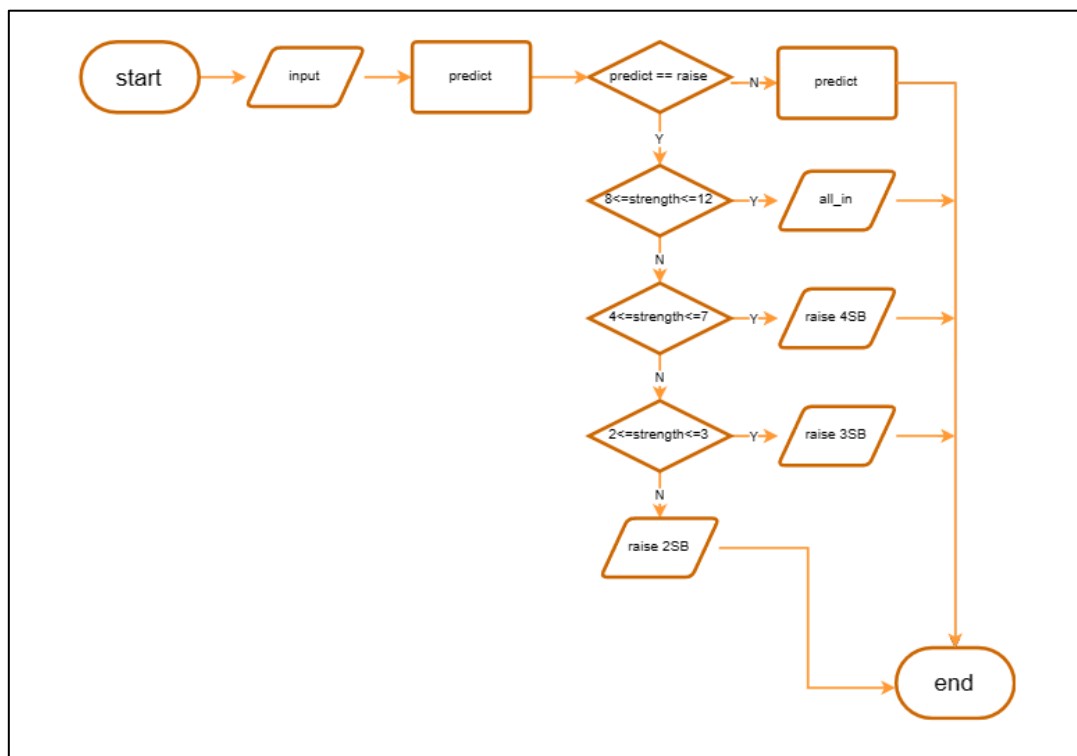 start
input
predict
predict == raise
N
predict
Y
8<=strength<=12
Y
all_in
N
4<=strength<=7
Y
raise 4SB
N
2<=strength<=3
Y
raise 3SB
N
raise 2SB
end